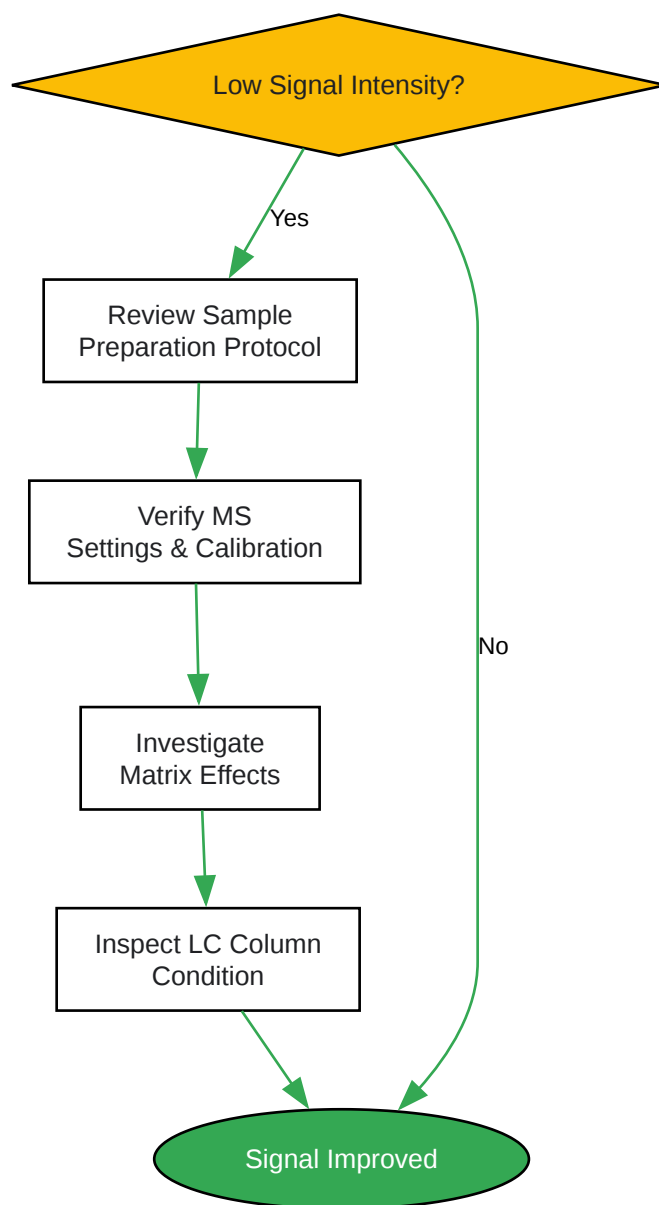 Low Signal Intensity?
Yes
Review Sample
Preparation Protocol
Verify MS
Settings & Calibration
No
Investigate
Matrix Effects
Inspect LC Column
Condition
Signal Improved